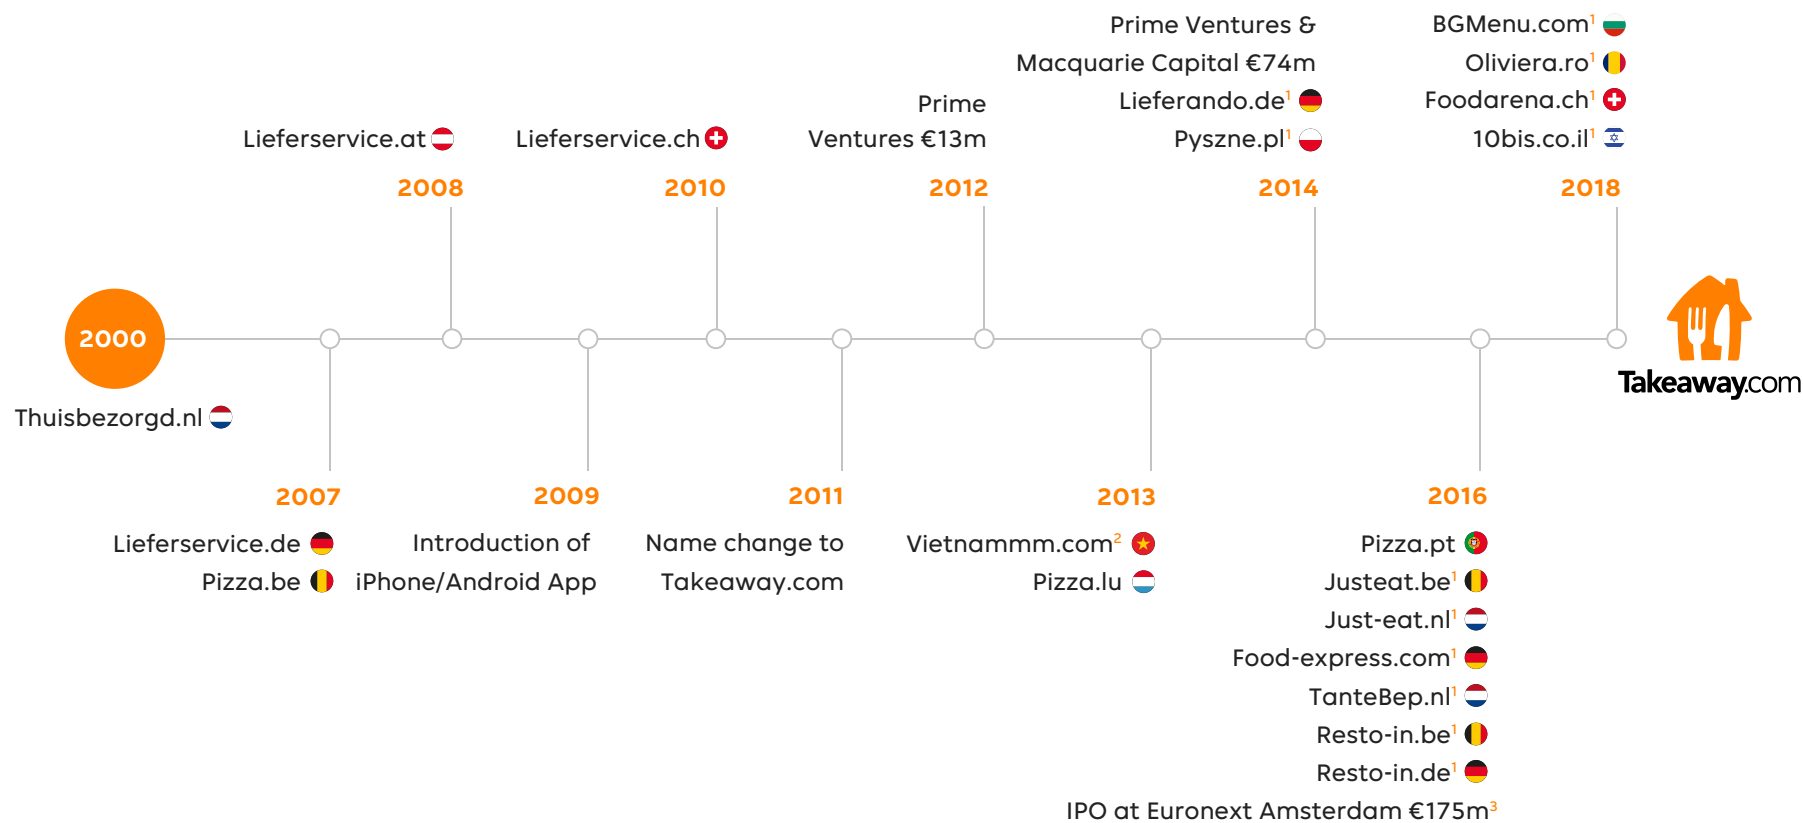 2000
Thuisbezorgd.nl
2007
Lieferservice.de
Pizza.be
Lieferservice.at
2008
2009
Introduction of
iPhone/Android App
Lieferservice.ch
2010
2011
Name change to
Takeaway.com
Prime
Ventures €13m
2012
2013
Vietnammm.com²
Pizza.lu
Prime Ventures &
Macquarie Capital €74m
Lieferando.de¹
Pyszne.pl¹
2014
2016
Pizza.pt
Justeat.be¹
Just-eat.nl¹
Food-express.com¹
TanteBep.nl¹
Resto-in.be¹
Resto-in.de¹
IPO at Euronext Amsterdam €175m³
BGMenu.com¹
Oliviera.ro¹
Foodarena.ch¹
10bis.co.il¹
2018
Takeaway.com